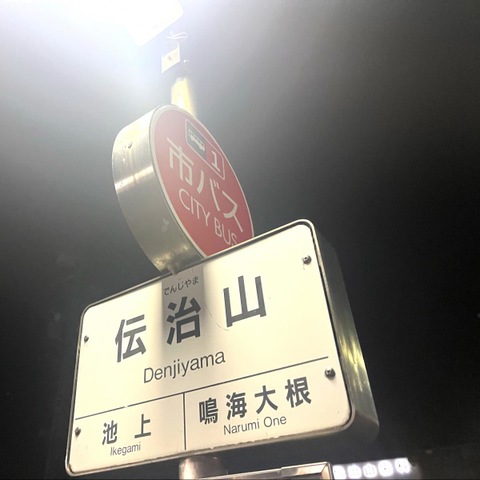 1
市バス
CITY BUS
でんじやま
伝治山
Denjiyama
池上
Ikegami
鳴海大根
Narumi One